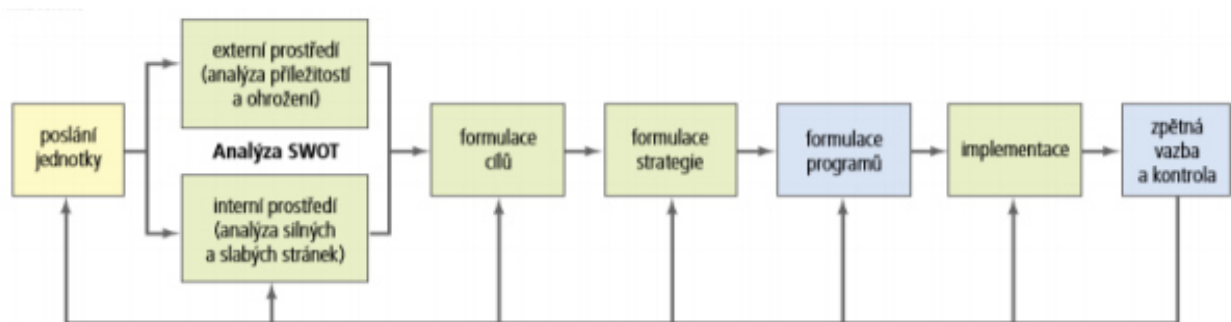 poslání
jednotky
externí prostředí
(analýza příležitostí
a ohrožení)
Analýza SWOT
interní prostředí
(analýza silných
a slabých stránek)
formulace
cílů
formulace
strategie
formulace
programů
implementace
zpětná
vazba
a kontrola